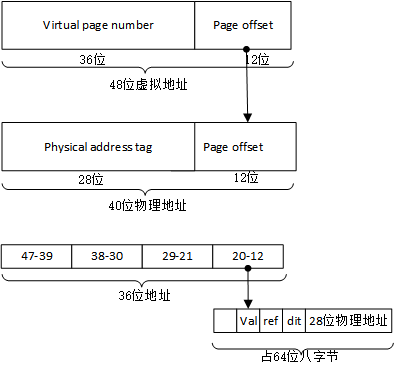 Virtual page number Page offset
36位 12位
48位虚拟地址
Physical address tag Page offset
28位 12位
40位物理地址
47-39 38-30 29-21 20-12
36位地址
Val ref dit 28位物理地址
占64位八字节